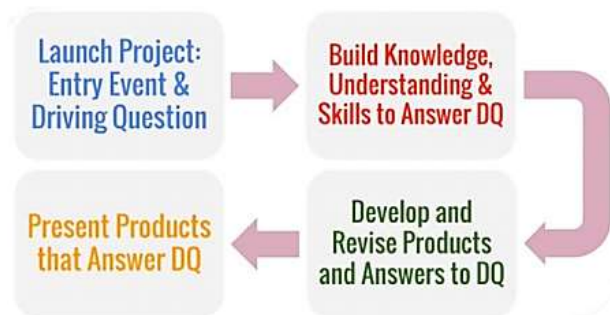 Launch Project:
Entry Event &
Driving Question
Build Knowledge,
Understanding &
Skills to Answer DQ
Develop and
Revise Products
and Answers to DQ
Present Products
that Answer DQ